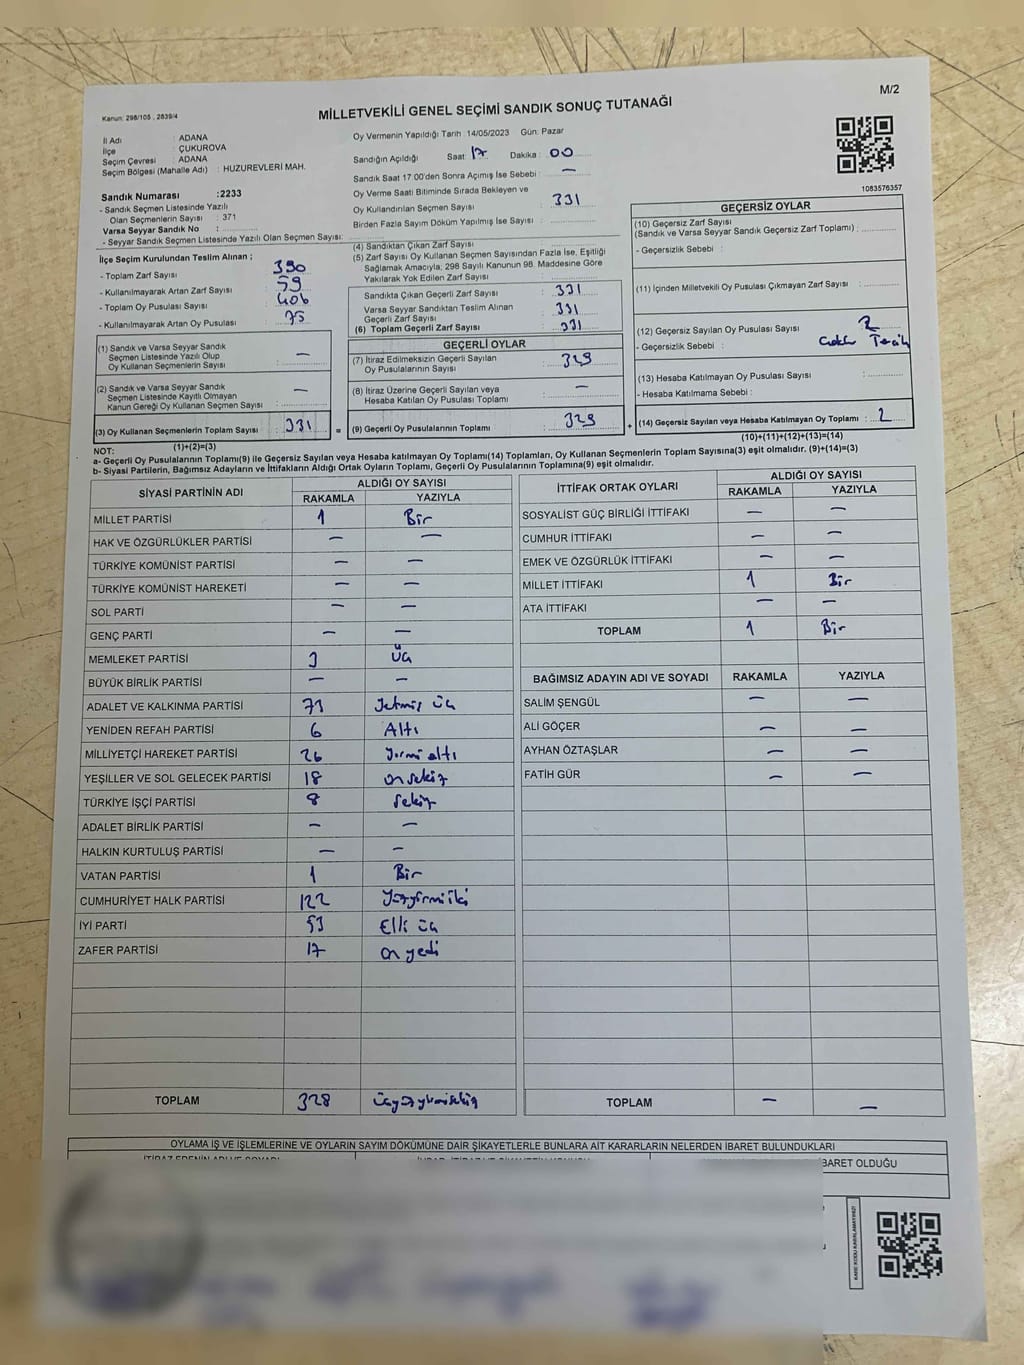 M/2
Kanun: 298/105 , 2839/4
MİLLETVEKİLİ GENEL SEÇİMİ SANDIK SONUÇ TUTANAĞI
İl Adı : ADANA
İlçe : ÇUKUROVA
Seçim Çevresi : ADANA
Seçim Bölgesi (Mahalle Adı) : HUZUREVLERİ MAH.
Sandık Numarası :2233
- Sandık Seçmen Listesinde Yazılı
Olan Seçmenlerin Sayısı : 371
Varsa Seyyar Sandık No :
- Seyyar Sandık Seçmen Listesinde Yazılı Olan Seçmen Sayısı:
İlçe Seçim Kurulundan Teslim Alınan ;
- Toplam Zarf Sayısı : 390
- Kullanılmayarak Artan Zarf Sayısı : 59
- Toplam Oy Pusulası Sayısı : 406
- Kullanılmayarak Artan Oy Pusulası : 75
Oy Vermenin Yapıldığı Tarih :14/05/2023 Gün: Pazar
Sandığın Açıldığı Saat : 17 Dakika : 00
Sandık Saat 17:00'den Sonra Açımış İse Sebebi : —
Oy Verme Saati Bitiminde Sırada Bekleyen ve
Oy Kullandırılan Seçmen Sayısı : 331
Birden Fazla Sayım Döküm Yapılmış İse Sayısı :
(4) Sandıktan Çıkan Zarf Sayısı :
(5) Zarf Sayısı Oy Kullanan Seçmen Sayısından Fazla İse, Eşitliği
Sağlamak Amacıyla; 298 Sayılı Kanunun 98. Maddesine Göre
Yakılarak Yok Edilen Zarf Sayısı :
Sandıkta Çıkan Geçerli Zarf Sayısı : 331
Varsa Seyyar Sandıktan Teslim Alınan
Geçerli Zarf Sayısı : 331
(6) Toplam Geçerli Zarf Sayısı : 331
1083576357
GEÇERSİZ OYLAR
(10) Geçersiz Zarf Sayısı
(Sandık ve Varsa Seyyar Sandık Geçersiz Zarf Toplamı) :
- Geçersizlik Sebebi :
(11) İçinden Milletvekili Oy Pusulası Çıkmayan Zarf Sayısı :
(12) Geçersiz Sayılan Oy Pusulası Sayısı : 2
- Geçersizlik Sebebi : Çoklu Tercih
(13) Hesaba Katılmayan Oy Pusulası Sayısı :
- Hesaba Katılmama Sebebi :
(14) Geçersiz Sayılan veya Hesaba Katılmayan Oy Toplamı : 2
(10)+(11)+(12)+(13)=(14)
(1) Sandık ve Varsa Seyyar Sandık
Seçmen Listesinde Yazılı Olup
Oy Kullanan Seçmenlerin Sayısı : —
(2) Sandık ve Varsa Seyyar Sandık
Seçmen Listesinde Kayıtlı Olmayan
Kanun Gereği Oy Kullanan Seçmen Sayısı : —
(3) Oy Kullanan Seçmenlerin Toplam Sayısı : 331 =
(1)+(2)=(3)
GEÇERLİ OYLAR
(7) İtiraz Edilmeksizin Geçerli Sayılan
Oy Pusulalarının Sayısı : 329
(8) İtiraz Üzerine Geçerli Sayılan veya
Hesaba Katılan Oy Pusulası Toplamı : —
(9) Geçerli Oy Pusulalarının Toplamı : 329 +
NOT:
a- Geçerli Oy Pusulalarının Toplamı(9) ile Geçersiz Sayılan veya Hesaba katılmayan Oy Toplamı(14) Toplamları, Oy Kullanan Seçmenlerin Toplam Sayısına(3) eşit olmalıdır. (9)+(14)=(3)
b- Siyasi Partilerin, Bağımsız Adayların ve İttifakların Aldığı Ortak Oyların Toplamı, Geçerli Oy Pusulalarının Toplamına(9) eşit olmalıdır.
SİYASİ PARTİNİN ADI ALDIĞI OY SAYISI
RAKAMLA YAZIYLA
MİLLET PARTİSİ 1 Bir
HAK VE ÖZGÜRLÜKLER PARTİSİ — —
TÜRKİYE KOMÜNİST PARTİSİ — —
TÜRKİYE KOMÜNİST HAREKETİ — —
SOL PARTİ — —
GENÇ PARTİ — —
MEMLEKET PARTİSİ 3 Üç
BÜYÜK BİRLİK PARTİSİ — —
ADALET VE KALKINMA PARTİSİ 73 Yetmiş üç
YENİDEN REFAH PARTİSİ 6 Altı
MİLLİYETÇİ HAREKET PARTİSİ 26 Yirmi altı
YEŞİLLER VE SOL GELECEK PARTİSİ 18 onsekiz
TÜRKİYE İŞÇİ PARTİSİ 8 Sekiz
ADALET BİRLİK PARTİSİ — —
HALKIN KURTULUŞ PARTİSİ — —
VATAN PARTİSİ 1 Bir
CUMHURİYET HALK PARTİSİ 122 Yüzyirmiiki
İYİ PARTİ 53 Elli üç
ZAFER PARTİSİ 17 On yedi
TOPLAM 328 üçyüzyirmisekiz
İTTİFAK ORTAK OYLARI ALDIĞI OY SAYISI
RAKAMLA YAZIYLA
SOSYALİST GÜÇ BİRLİĞİ İTTİFAKI — —
CUMHUR İTTİFAKI — —
EMEK VE ÖZGÜRLÜK İTTİFAKI — —
MİLLET İTTİFAKI 1 Bir
ATA İTTİFAKI — —
TOPLAM 1 Bir
BAĞIMSIZ ADAYIN ADI VE SOYADI RAKAMLA YAZIYLA
SALİM ŞENGÜL — —
ALİ GÖÇER — —
AYHAN ÖZTAŞLAR — —
FATİH GÜR — —
TOPLAM — —
OYLAMA İŞ VE İŞLEMLERİNE VE OYLARIN SAYIM DÖKÜMÜNE DAİR ŞİKAYETLERLE BUNLARA AİT KARARLARIN NELERDEN İBARET BULUNDUKLARI
İBARET OLDUĞU
KARE KODU KARALAMAYINIZ!